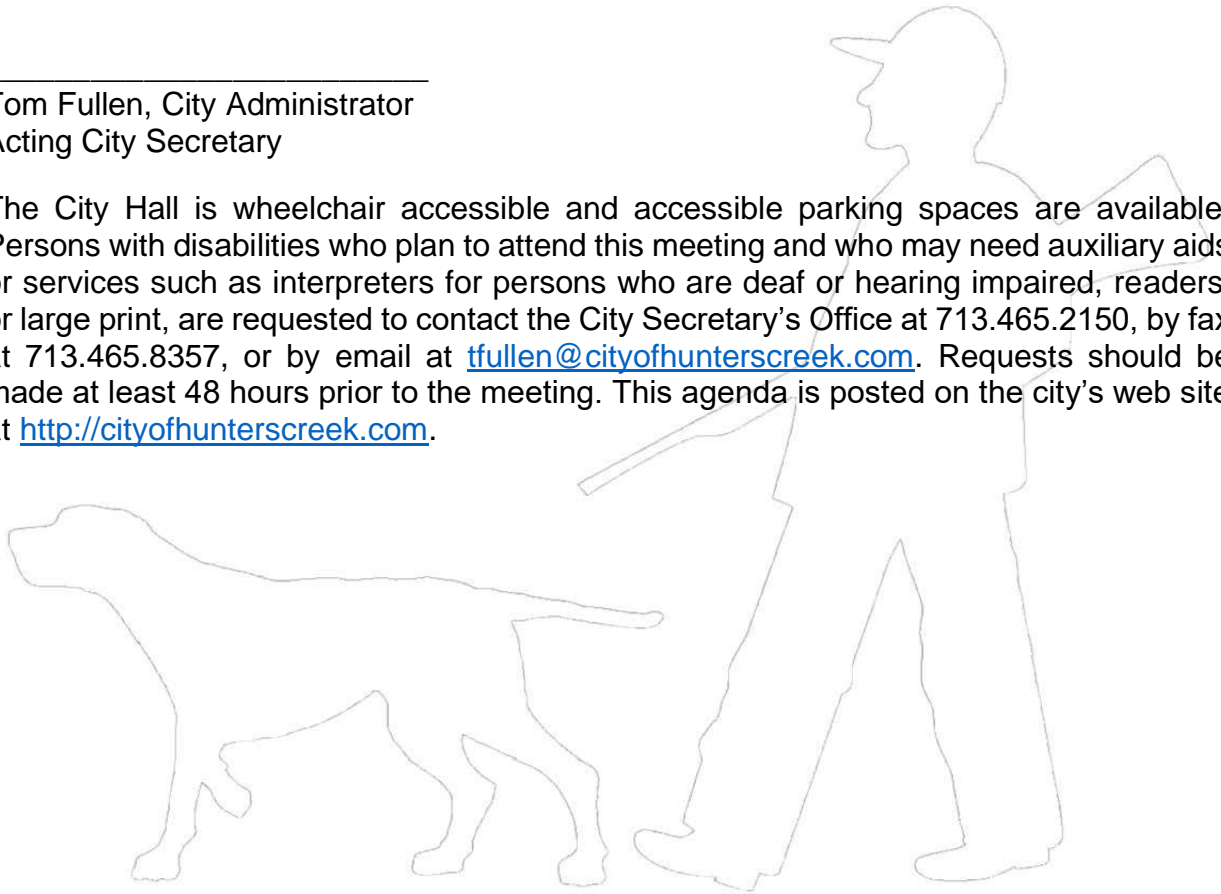 Tom Fullen, City Administrator
Acting City Secretary
The City Hall is wheelchair accessible and accessible parking spaces are available
Persons with disabilities who plan to attend this meeting and who may need auxiliary aids
or services such as interpreters for persons who are deaf or hearing impaired, readers
or large print, are requested to contact the City Secretary's Office at 713.465.2150, by fax
at 713.465.8357, or by email at tfullen@cityofhunterscreek.com. Requests should be
made at least 48 hours prior to the meeting. This agenda is posted on the city's web site
at http://cityofhunterscreek.com.